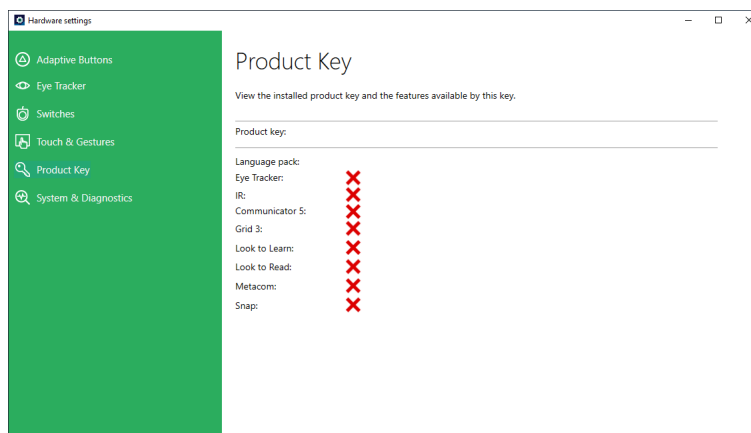 Hardware settings
Adaptive Buttons
Eye Tracker
Switches
Touch & Gestures
Product Key
System & Diagnostics
Product Key
View the installed product key and the features available by this key.
Product key:
Language pack:
Eye Tracker:
IR:
Communicator 5:
Grid 3:
Look to Learn:
Look to Read:
Metacom:
Snap: